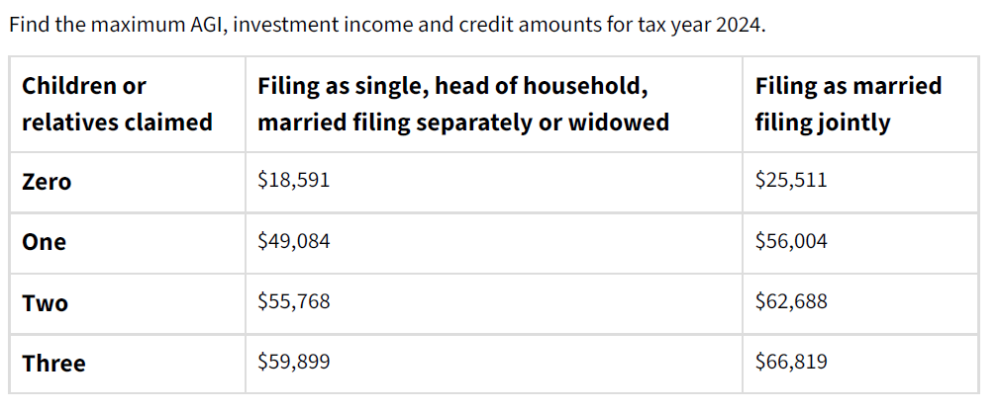 Find the maximum AGI, investment income and credit amounts for tax year 2024.
Children or
relatives claimed
Filing as single, head of household,
married filing separately or widowed
Filing as married
filing jointly
Zero $18,591 $25,511
One $49,084 $56,004
Two $55,768 $62,688
Three $59,899 $66,819